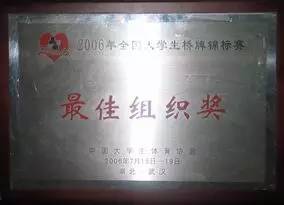 2006年全国大学生桥牌锦标赛
最佳组织奖
中国大学生体育协会
2006年7月15日—19日
湖北·武汉